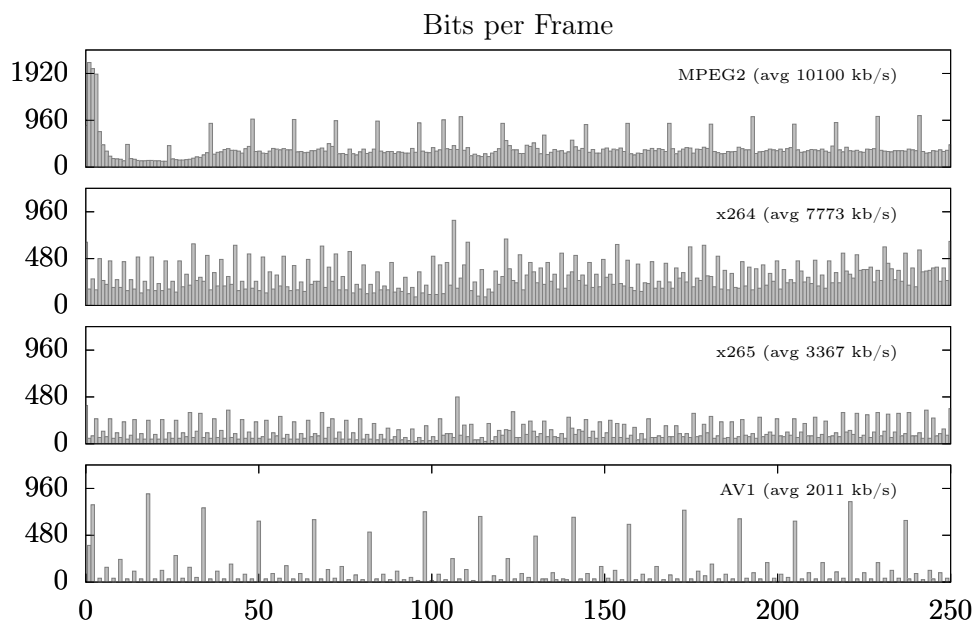 Bits per Frame
1920
960
0
MPEG2 (avg 10100 kb/s)
960
480
0
x264 (avg 7773 kb/s)
960
480
0
x265 (avg 3367 kb/s)
960
480
0
AV1 (avg 2011 kb/s)
0 50 100 150 200 250